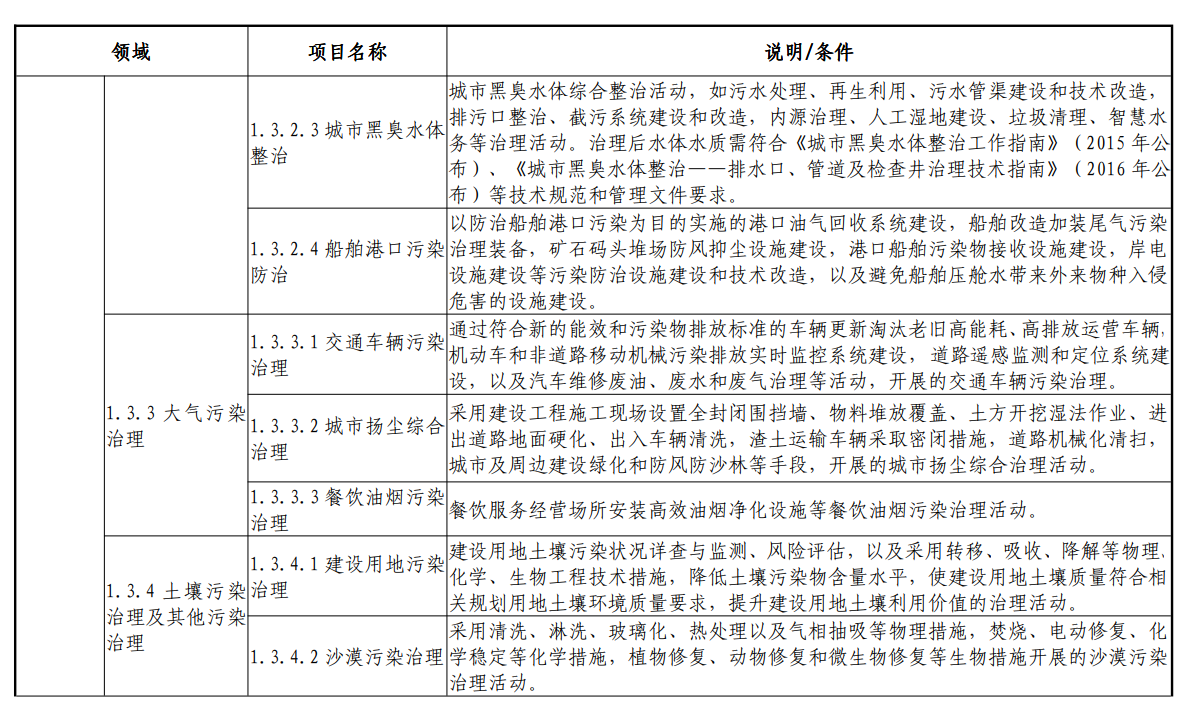 领域 项目名称 说明/条件
1.3.2.3 城市黑臭水体
整治
城市黑臭水体综合整治活动，如污水处理、再生利用、污水管渠建设和技术改造，
排污口整治、截污系统建设和改造，内源治理、人工湿地建设、垃圾清理、智慧水
务等治理活动。治理后水体水质需符合《城市黑臭水体整治工作指南》（2015 年公
布）、《城市黑臭水体整治——排水口、管道及检查井治理技术指南》（2016 年公
布）等技术规范和管理文件要求。
1.3.2.4 船舶港口污染
防治
以防治船舶港口污染为目的实施的港口油气回收系统建设，船舶改造加装尾气污染
治理装备，矿石码头堆场防风抑尘设施建设，港口船舶污染物接收设施建设，岸电
设施建设等污染防治设施建设和技术改造，以及避免船舶压舱水带来外来物种入侵
危害的设施建设。
1.3.3 大气污染
治理
1.3.3.1 交通车辆污染
治理
通过符合新的能效和污染物排放标准的车辆更新淘汰老旧高能耗、高排放运营车辆，
机动车和非道路移动机械污染排放实时监控系统建设，道路遥感监测和定位系统建
设，以及汽车维修废油、废水和废气治理等活动，开展的交通车辆污染治理。
1.3.3.2 城市扬尘综合
治理
采用建设工程施工现场设置全封闭围挡墙、物料堆放覆盖、土方开挖湿法作业、进
出道路地面硬化、出入车辆清洗，渣土运输车辆采取密闭措施，道路机械化清扫，
城市及周边建设绿化和防风防沙林等手段，开展的城市扬尘综合治理活动。
1.3.3.3 餐饮油烟污染
治理
餐饮服务经营场所安装高效油烟净化设施等餐饮油烟污染治理活动。
1.3.4 土壤污染
治理及其他污染
治理
1.3.4.1 建设用地污染
治理
建设用地土壤污染状况详查与监测、风险评估，以及采用转移、吸收、降解等物理、
化学、生物工程技术措施，降低土壤污染物含量水平，使建设用地土壤质量符合相
关规划用地土壤环境质量要求，提升建设用地土壤利用价值的治理活动。
1.3.4.2 沙漠污染治理
采用清洗、淋洗、玻璃化、热处理以及气相抽吸等物理措施，焚烧、电动修复、化
学稳定等化学措施，植物修复、动物修复和微生物修复等生物措施开展的沙漠污染
治理活动。